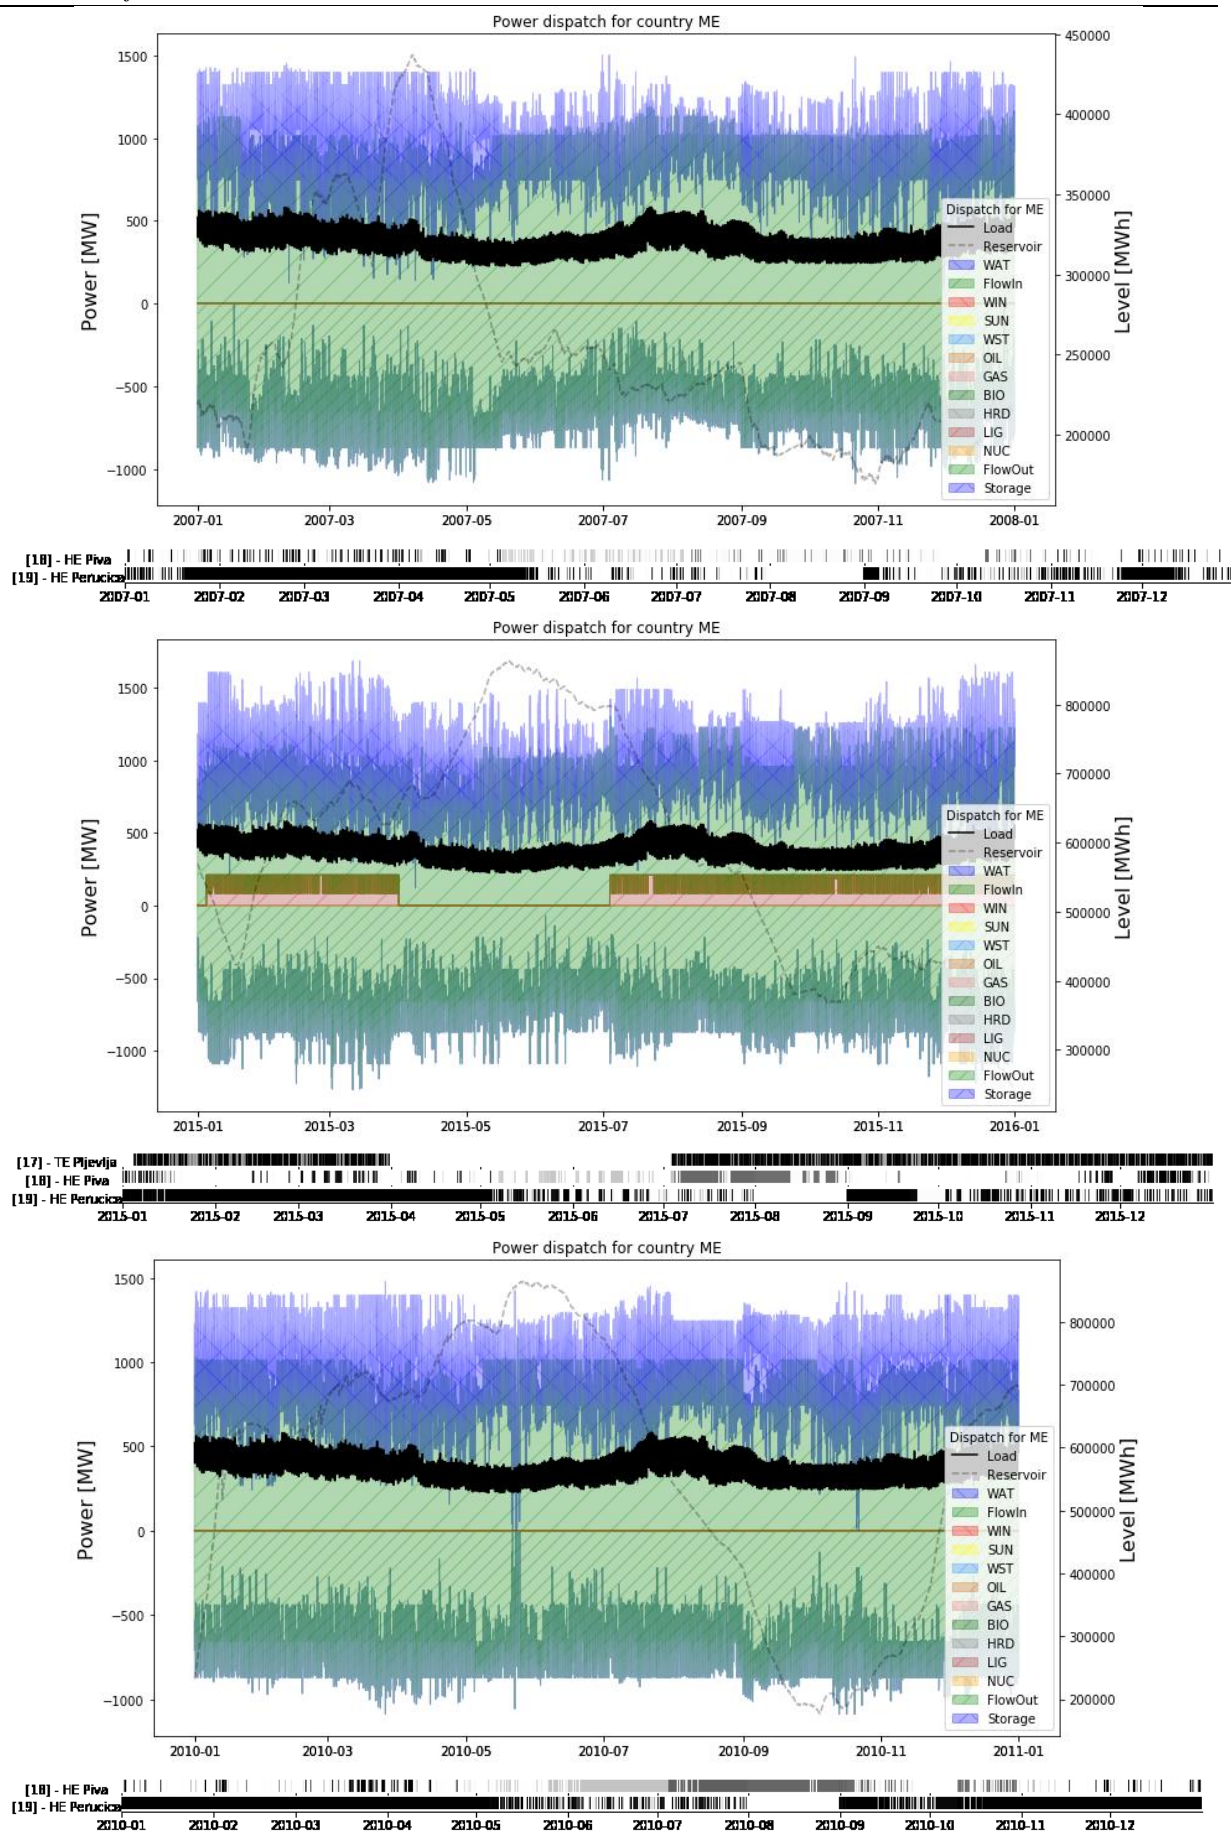 Power dispatch for country ME
1500
1000
500
0
−500
−1000
Power [MW]
450000
400000
350000
300000
250000
200000
Level [MWh]
Dispatch for ME
Load
Reservoir
WAT
FlowIn
WIN
SUN
WST
OIL
GAS
BIO
HRD
LIG
NUC
FlowOut
Storage
2007-01 2007-03 2007-05 2007-07 2007-09 2007-11 2008-01
[18] - HE Piva
[19] - HE Perucica
2007-01 2007-02 2007-03 2007-04 2007-05 2007-06 2007-07 2007-08 2007-09 2007-10 2007-11 2007-12
Power dispatch for country ME
1500
1000
500
0
−500
−1000
Power [MW]
800000
700000
600000
500000
400000
300000
Level [MWh]
Dispatch for ME
Load
Reservoir
WAT
FlowIn
WIN
SUN
WST
OIL
GAS
BIO
HRD
LIG
NUC
FlowOut
Storage
2015-01 2015-03 2015-05 2015-07 2015-09 2015-11 2016-01
[17] - TE Pljevlja
[18] - HE Piva
[19] - HE Perucica
2015-01 2015-02 2015-03 2015-04 2015-05 2015-06 2015-07 2015-08 2015-09 2015-10 2015-11 2015-12
Power dispatch for country ME
1500
1000
500
0
−500
−1000
Power [MW]
800000
700000
600000
500000
400000
300000
200000
Level [MWh]
Dispatch for ME
Load
Reservoir
WAT
FlowIn
WIN
SUN
WST
OIL
GAS
BIO
HRD
LIG
NUC
FlowOut
Storage
2010-01 2010-03 2010-05 2010-07 2010-09 2010-11 2011-01
[18] - HE Piva
[19] - HE Perucica
2010-01 2010-02 2010-03 2010-04 2010-05 2010-06 2010-07 2010-08 2010-09 2010-10 2010-11 2010-12